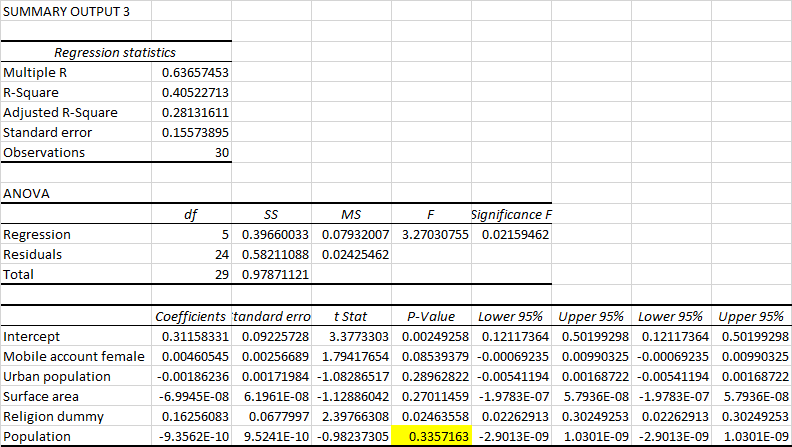 SUMMARY OUTPUT 3
Regression statistics
Multiple R 0.63657453
R-Square 0.40522713
Adjusted R-Square 0.28131611
Standard error 0.15573895
Observations 30
ANOVA
df SS MS F Significance F
Regression 5 0.39660033 0.07932007 3.27030755 0.02159462
Residuals 24 0.58211088 0.02425462
Total 29 0.97871121
Coefficients tandard erro t Stat P-Value Lower 95% Upper 95% Lower 95% Upper 95%
Intercept 0.31158331 0.09225728 3.3773303 0.00249258 0.12117364 0.50199298 0.12117364 0.50199298
Mobile account female 0.00460545 0.00256689 1.79417654 0.08539379 -0.00069235 0.00990325 -0.00069235 0.00990325
Urban population -0.00186236 0.00171984 -1.08286517 0.28962822 -0.00541194 0.00168722 -0.00541194 0.00168722
Surface area -6.9945E-08 6.1961E-08 -1.12886042 0.27011459 -1.9783E-07 5.7936E-08 -1.9783E-07 5.7936E-08
Religion dummy 0.16256083 0.0677997 2.39766308 0.02463558 0.02262913 0.30249253 0.02262913 0.30249253
Population -9.3562E-10 9.5241E-10 -0.98237305 0.3357163 -2.9013E-09 1.0301E-09 -2.9013E-09 1.0301E-09